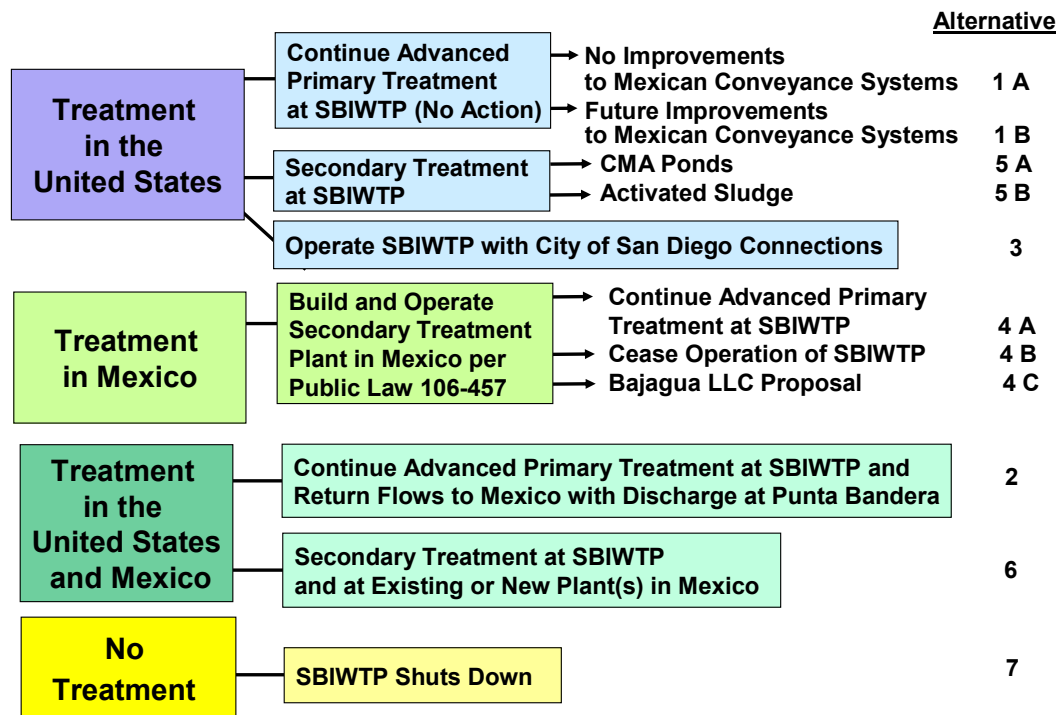 Alternative
Treatment
in the
United States
Continue Advanced
Primary Treatment
at SBIWTP (No Action)
No Improvements
to Mexican Conveyance Systems 1 A
Future Improvements
to Mexican Conveyance Systems 1 B
Secondary Treatment
at SBIWTP
CMA Ponds 5 A
Activated Sludge 5 B
Operate SBIWTP with City of San Diego Connections 3
Treatment
in Mexico
Build and Operate
Secondary Treatment
Plant in Mexico per
Public Law 106-457
Continue Advanced Primary
Treatment at SBIWTP 4 A
Cease Operation of SBIWTP 4 B
Bajagua LLC Proposal 4 C
Treatment
in the
United States
and Mexico
Continue Advanced Primary Treatment at SBIWTP and
Return Flows to Mexico with Discharge at Punta Bandera 2
Secondary Treatment at SBIWTP
and at Existing or New Plant(s) in Mexico 6
No
Treatment
SBIWTP Shuts Down 7